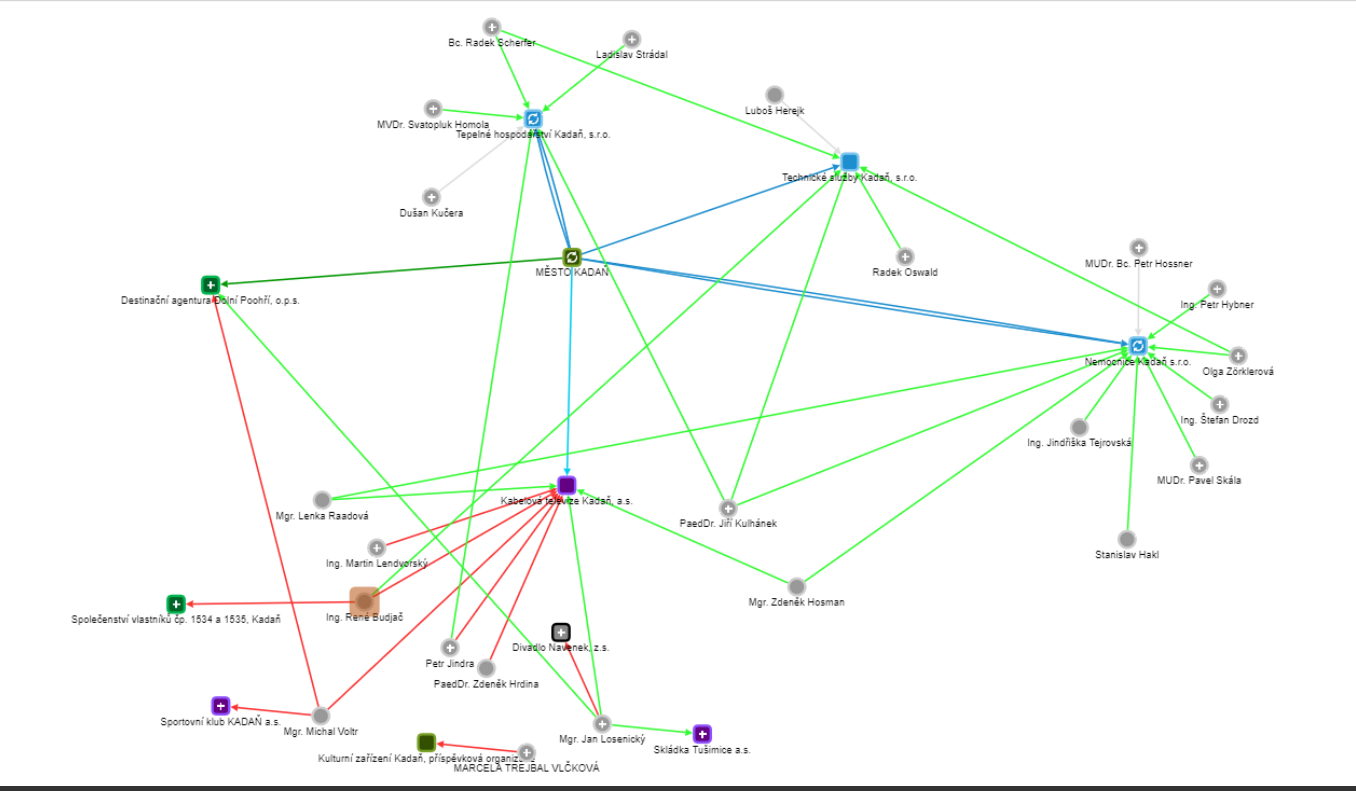 Bc. Radek Scherfer
Ladislav Strádal
Luboš Herejk
MVDr. Svatopluk Homola
Tepelné hospodářství Kadaň, s.r.o.
Technické služby Kadaň, s.r.o.
Dušan Kučera
MĚSTO KADAŇ
Radek Oswald
MUDr. Bc. Petr Hossner
Destinační agentura Dolní Poohří, o.p.s.
Ing. Petr Hybner
Nemocnice Kadaň s.r.o.
Olga Zörklerová
Ing. Štefan Drozd
Ing. Jindřiška Tejrovská
MUDr. Pavel Skála
Kabelová televize Kadaň, a.s.
Mgr. Lenka Raadová
PaedDr. Jiří Kulhánek
Stanislav Hakl
Ing. Martin Lendvorský
Mgr. Zdeněk Hosman
Společenství vlastníků čp. 1534 a 1535, Kadaň
Ing. René Budjač
Divadlo Navenek, z.s.
Petr Jindra
PaedDr. Zdeněk Hrdina
Sportovní klub KADAŇ a.s.
Mgr. Michal Voltr
Mgr. Jan Losenický
Skládka Tušimice a.s.
Kulturní zařízení Kadaň, příspěvková
MARCELA TREJBAL VLČKOVÁ